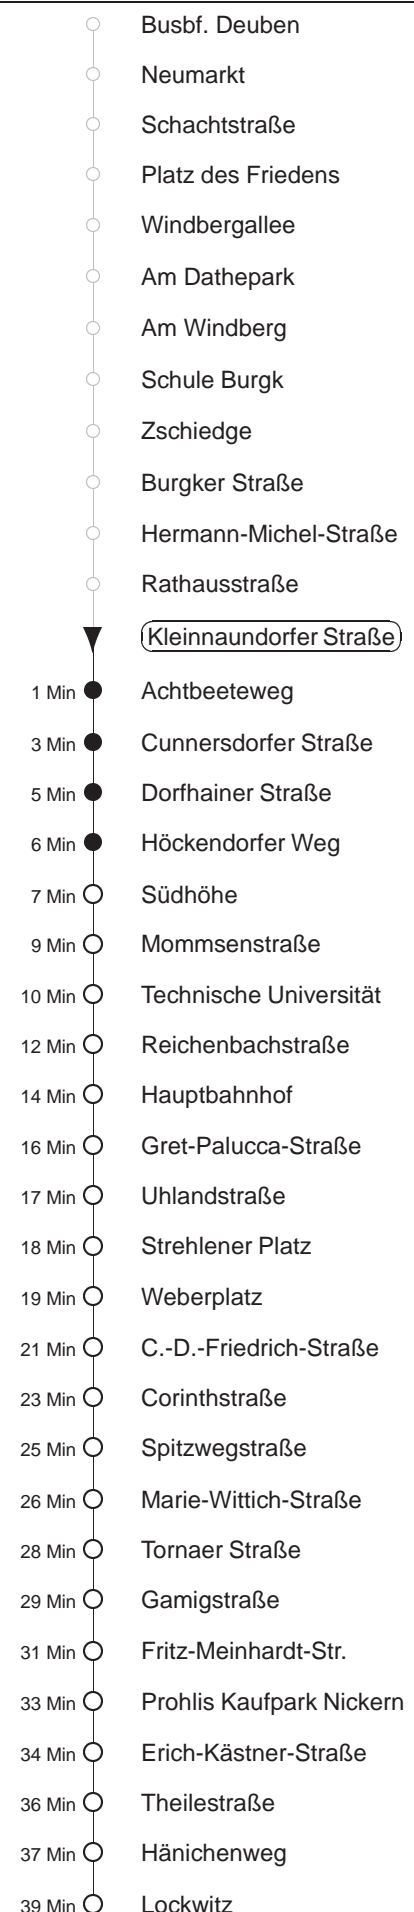 Busbf. Deuben
Neumarkt
Schachtstraße
Platz des Friedens
Windbergallee
Am Dathepark
Am Windberg
Schule Burgk
Zschiedge
Burgker Straße
Hermann-Michel-Straße
Rathausstraße
Kleinnaundorfer Straße
1 Min Achtbeeteweg
3 Min Cunnersdorfer Straße
5 Min Dorfhainer Straße
6 Min Höckendorfer Weg
7 Min Südhöhe
9 Min Mommsenstraße
10 Min Technische Universität
12 Min Reichenbachstraße
14 Min Hauptbahnhof
16 Min Gret-Palucca-Straße
17 Min Uhlandstraße
18 Min Strehlener Platz
19 Min Weberplatz
21 Min C.-D.-Friedrich-Straße
23 Min Corinthstraße
25 Min Spitzwegstraße
26 Min Marie-Wittich-Straße
28 Min Tornaer Straße
29 Min Gamigstraße
31 Min Fritz-Meinhardt-Str.
33 Min Prohlis Kaufpark Nickern
34 Min Erich-Kästner-Straße
36 Min Theilestraße
37 Min Hänichenweg
39 Min Lockwitz